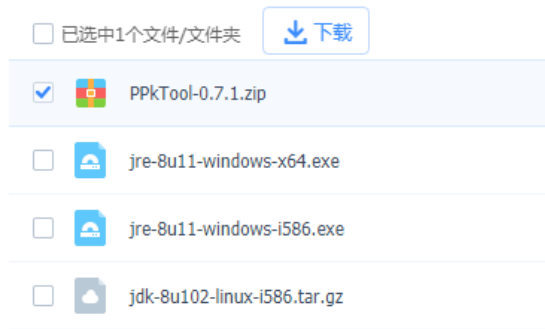 已选中1个文件/文件夹 下载
PPkTool-0.7.1.zip
jre-8u11-windows-x64.exe
jre-8u11-windows-i586.exe
jdk-8u102-linux-i586.tar.gz